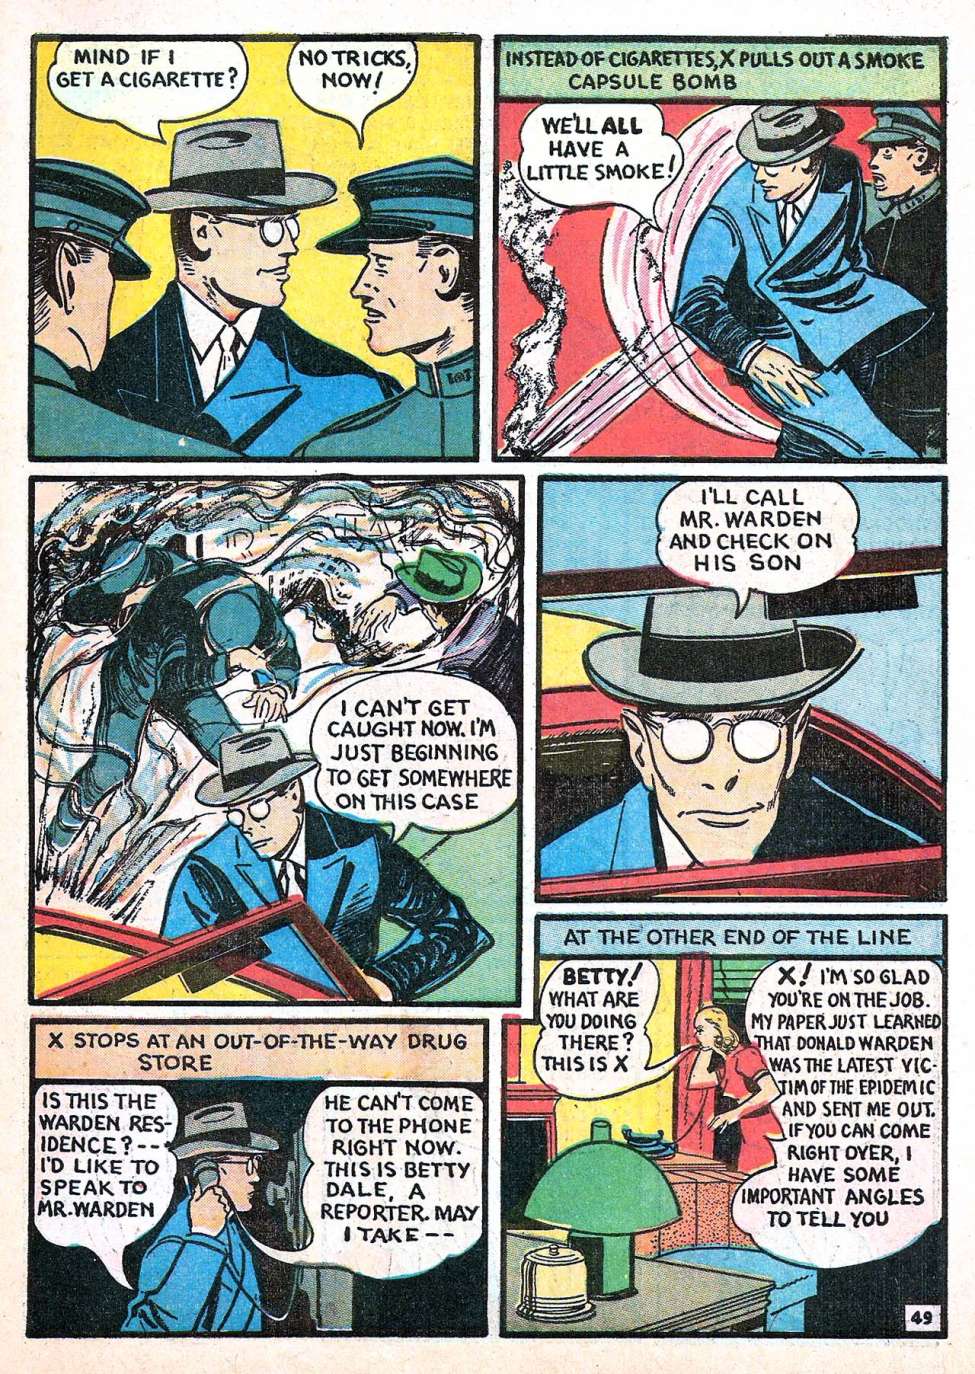 MIND IF I
GET A CIGARETTE?
NO TRICKS,
NOW!
INSTEAD OF CIGARETTES, X PULLS OUT A SMOKE
CAPSULE BOMB
WE'LL ALL
HAVE A
LITTLE SMOKE!
I CAN'T GET
CAUGHT NOW. I'M
JUST BEGINNING
TO GET SOMEWHERE
ON THIS CASE
I'LL CALL
MR. WARDEN
AND CHECK ON
HIS SON
X STOPS AT AN OUT-OF-THE-WAY DRUG
STORE
IS THIS THE
WARDEN RES-
IDENCE?--
I'D LIKE TO
SPEAK TO
MR. WARDEN
HE CAN'T COME
TO THE PHONE
RIGHT NOW.
THIS IS BETTY
DALE, A
REPORTER. MAY
I TAKE --
AT THE OTHER END OF THE LINE
BETTY!
WHAT ARE
YOU DOING
THERE?
THIS IS X
X! I'M SO GLAD
YOU'RE ON THE JOB.
MY PAPER JUST LEARNED
THAT DONALD WARDEN
WAS THE LATEST VIC-
TIM OF THE EPIDEMIC
AND SENT ME OUT.
IF YOU CAN COME
RIGHT OVER, I
HAVE SOME
IMPORTANT ANGLES
TO TELL YOU
49